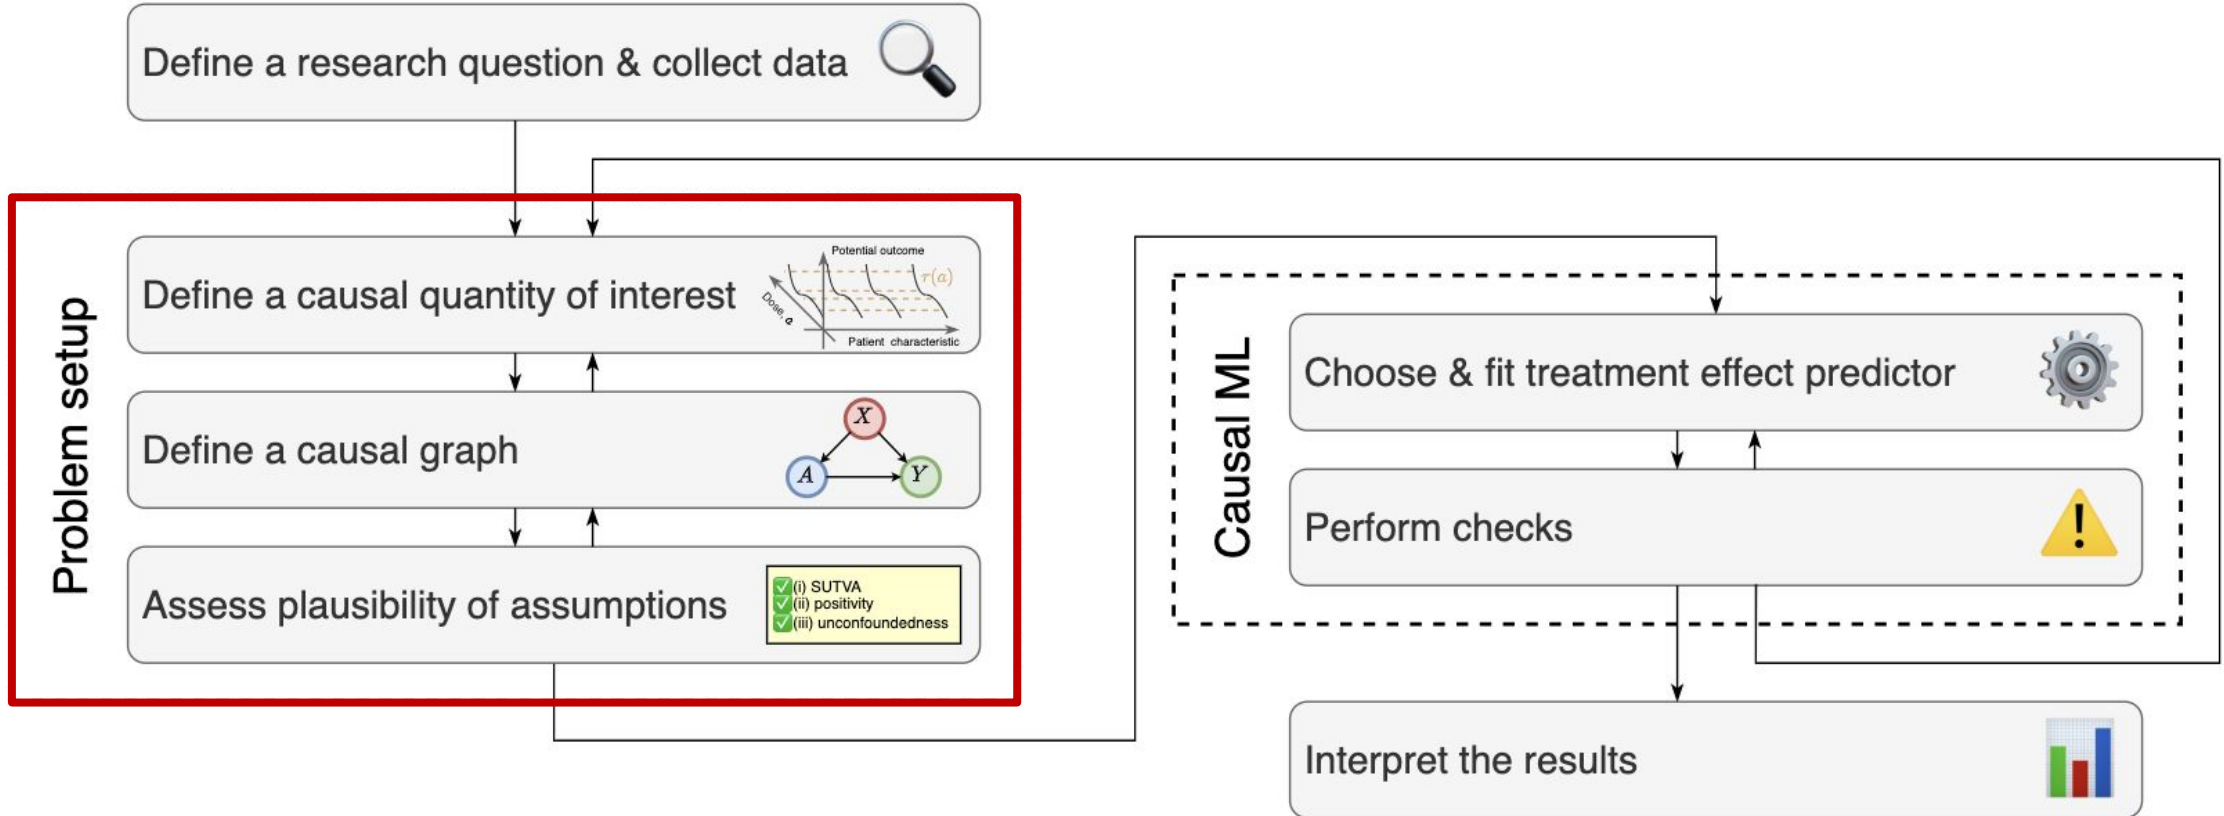 Define a research question & collect data
Problem setup
Define a causal quantity of interest
Potential outcome
τ(a)
Dose, a
Patient characteristic
Define a causal graph
X
A
Y
Assess plausibility of assumptions
(i) SUTVA
(ii) positivity
(iii) unconfoundedness
Causal ML
Choose & fit treatment effect predictor
Perform checks
Interpret the results